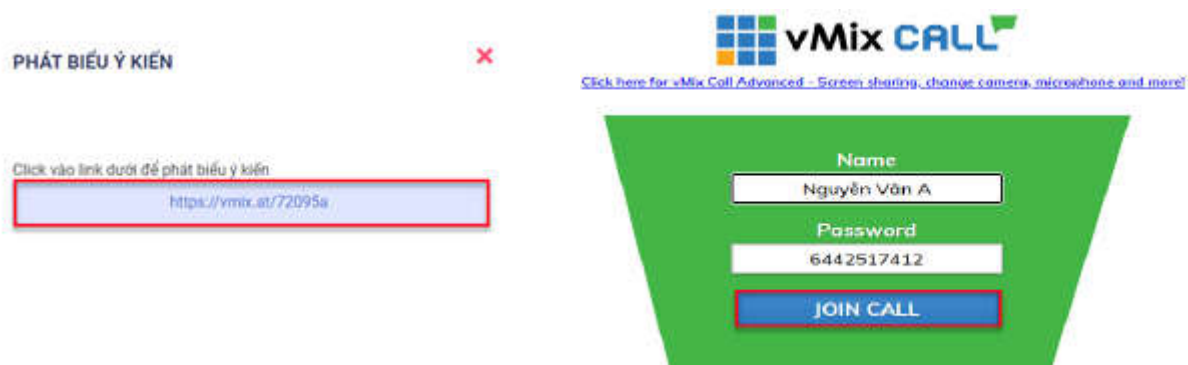 PHÁT BIỂU Ý KIẾN
Click vào link dưới để phát biểu ý kiến
https://vmix.at/72095a
vMix CALL
Click here for vMix Call Advanced - Screen sharing, change camera, microphone and more!
Name
Nguyễn Văn A
Password
6442517412
JOIN CALL